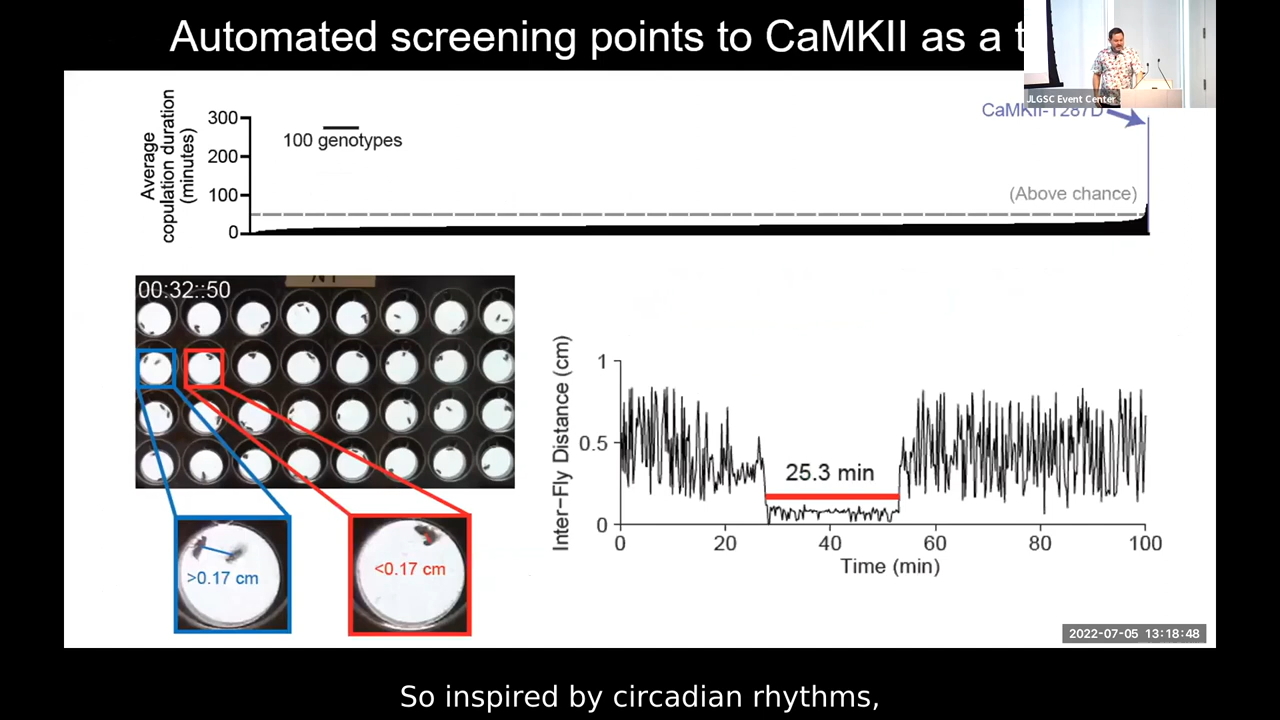 Automated screening points to CaMKII as a t
JLGSC Event Center
CaMKII-T287D
300
200
100
0
Average
copulation duration
(minutes)
100 genotypes
(Above chance)
00:32::50
>0.17 cm
<0.17 cm
Inter-Fly Distance (cm)
1
0.5
0
25.3 min
0 20 40 60 80 100
Time (min)
2022-07-05 13:18:48
So inspired by circadian rhythms,